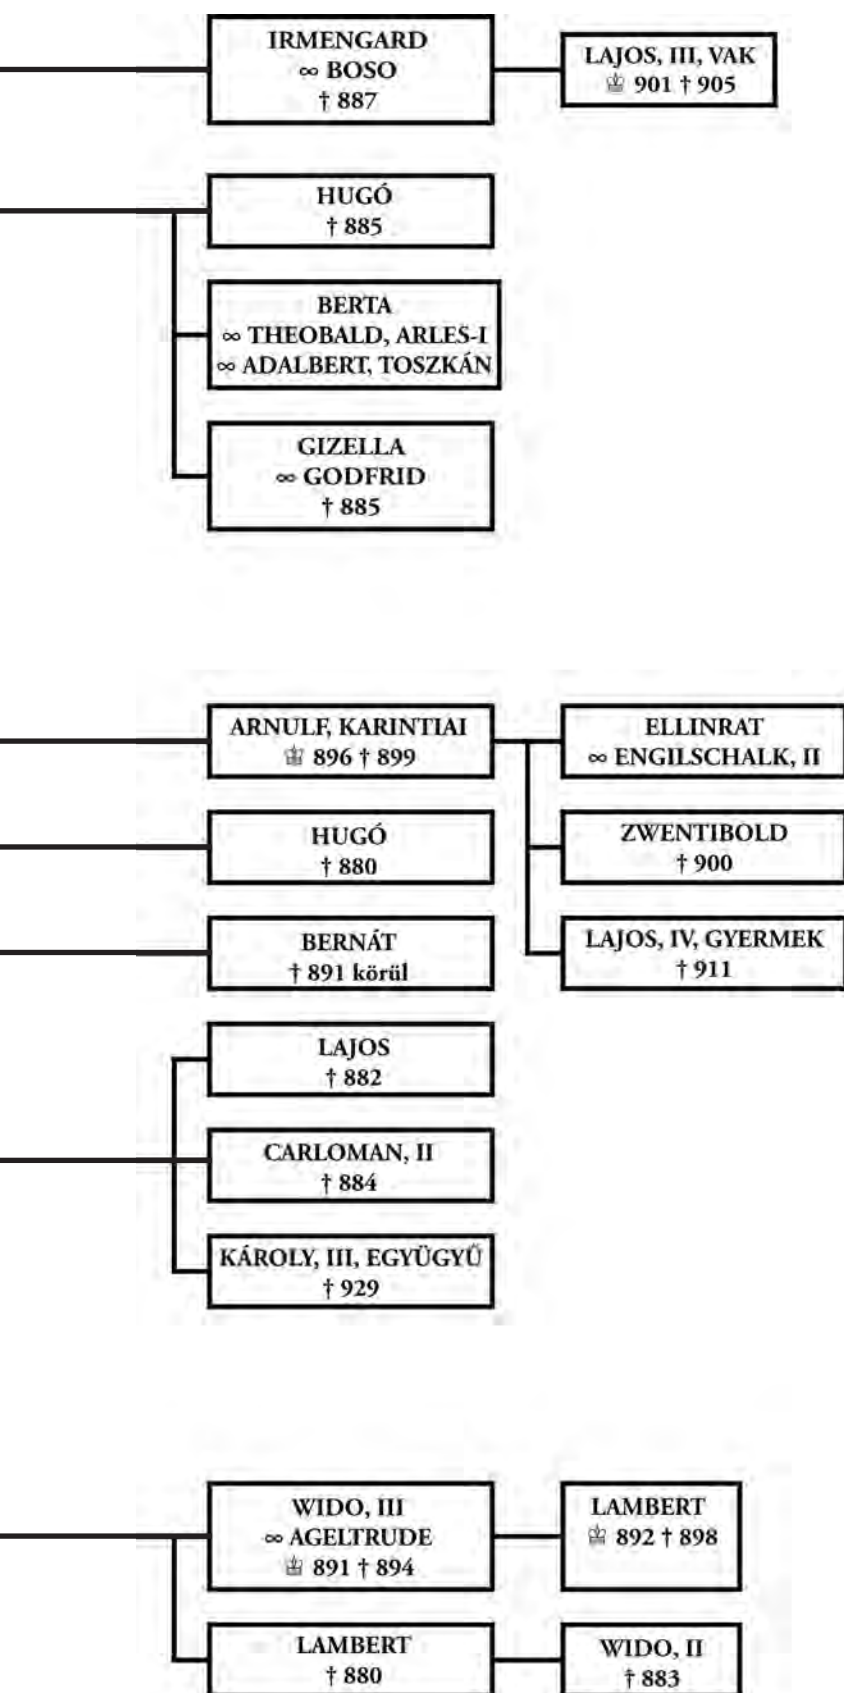 IRMENGARD
∞ BOSO
† 887
LAJOS, III, VAK
♔ 901 † 905
HUGÓ
† 885
BERTA
∞ THEOBALD, ARLES-I
∞ ADALBERT, TOSZKÁN
GIZELLA
∞ GODFRID
† 885
ARNULF, KARINTIAI
♔ 896 † 899
ELLINRAT
∞ ENGILSCHALK, II
HUGÓ
† 880
ZWENTIBOLD
† 900
BERNÁT
† 891 körül
LAJOS, IV, GYERMEK
† 911
LAJOS
† 882
CARLOMAN, II
† 884
KÁROLY, III, EGYÜGYŰ
† 929
WIDO, III
∞ AGELTRUDE
♔ 891 † 894
LAMBERT
♔ 892 † 898
LAMBERT
† 880
WIDO, II
† 883